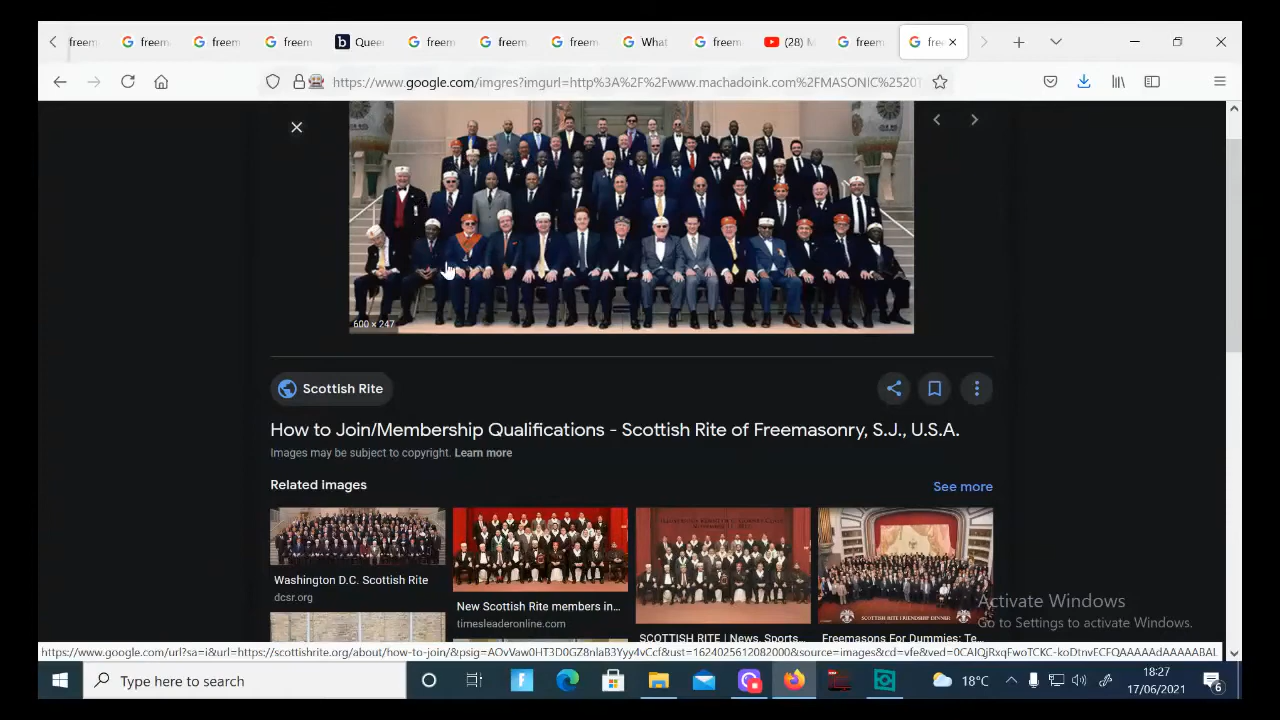 freem
freem
freem
freem
Quee
freem
freem
freem
What
freem
(28) M
freem
fre
https://www.google.com/imgres?imgurl=http%3A%2F%2Fwww.machadoink.com%2FMASONIC%2520
600 × 247
Scottish Rite
How to Join/Membership Qualifications - Scottish Rite of Freemasonry, S.J., U.S.A.
Images may be subject to copyright. Learn more
Related Images
See more
Washington D.C. Scottish Rite
dcsr.org
New Scottish Rite members in...
timesleaderonline.com
SCOTTISH RITE | News, Sports...
SCOTTISH RITE FRIENDSHIP DINNER
Freemasons For Dummies: Te...
Activate Windows
Go to Settings to activate Windows.
Type here to search
18°C
18:27
17/06/2021
6